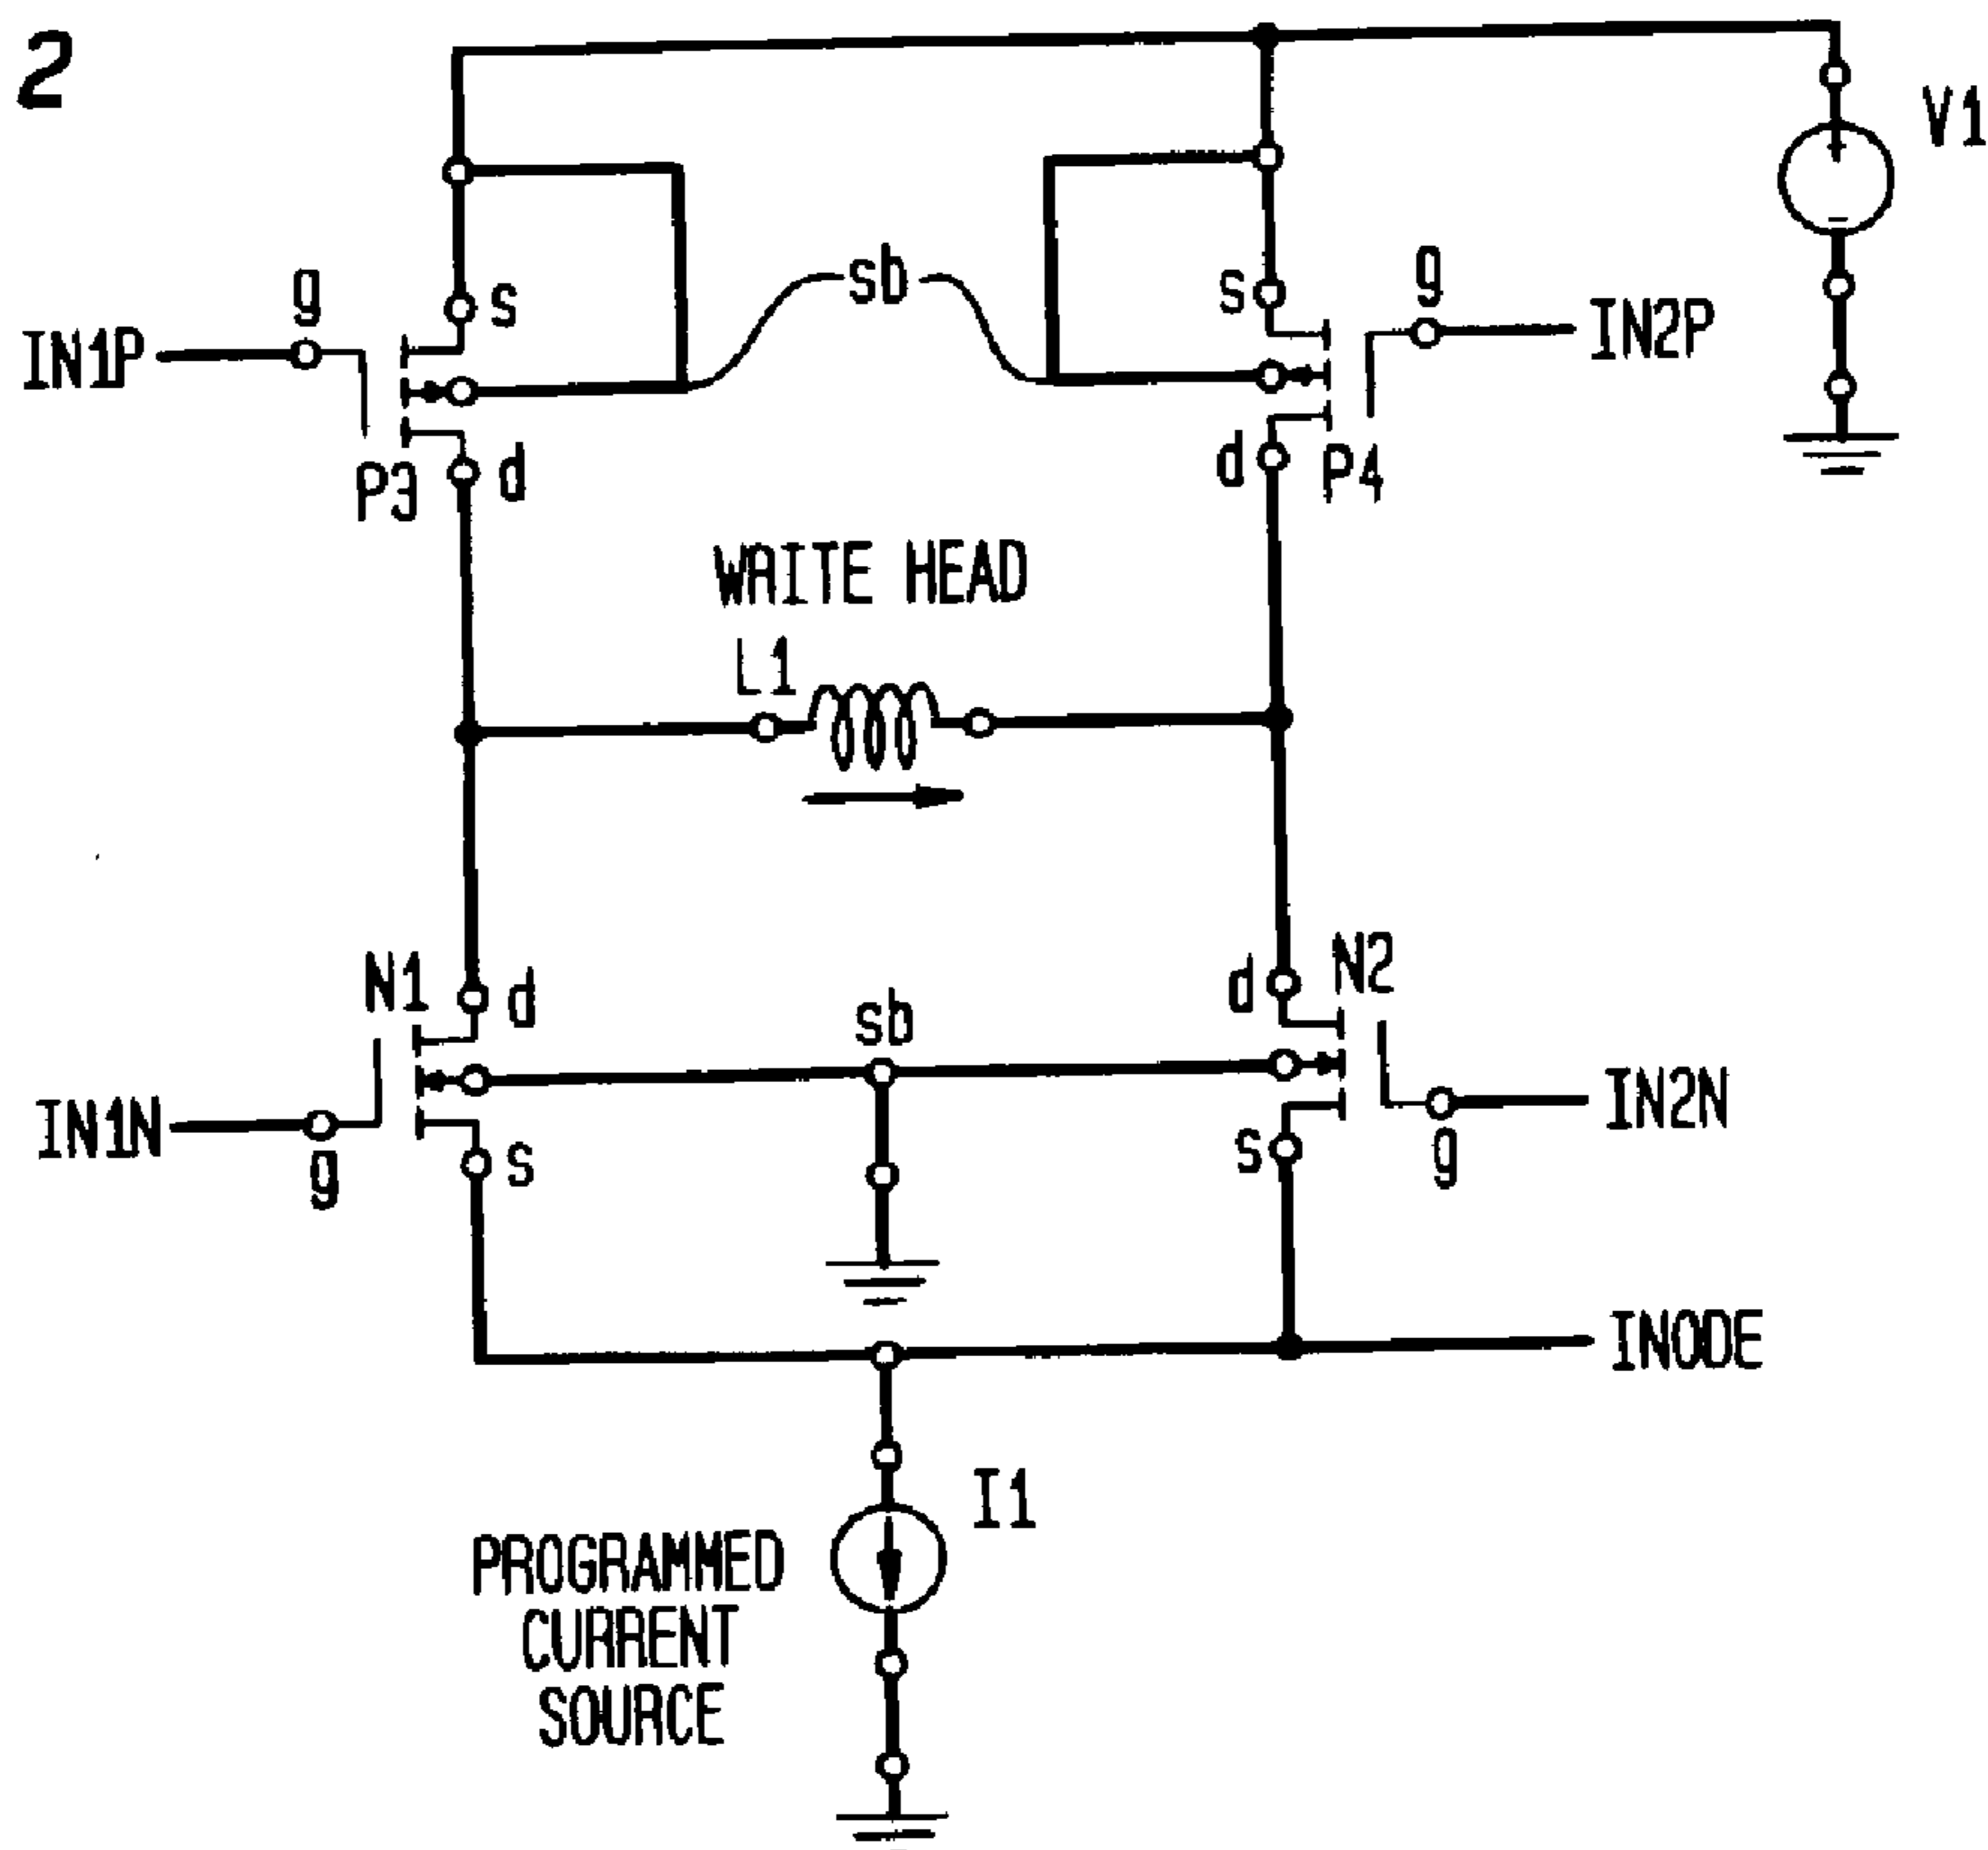 2
V1
sb
g
s
s
g
IN1P
IN2P
P3
d
d
P4
WRITE HEAD
L1
N1
d
sb
d
N2
IN1N
g
s
s
g
IN2N
INODE
I1
PROGRAMMED
CURRENT
SOURCE